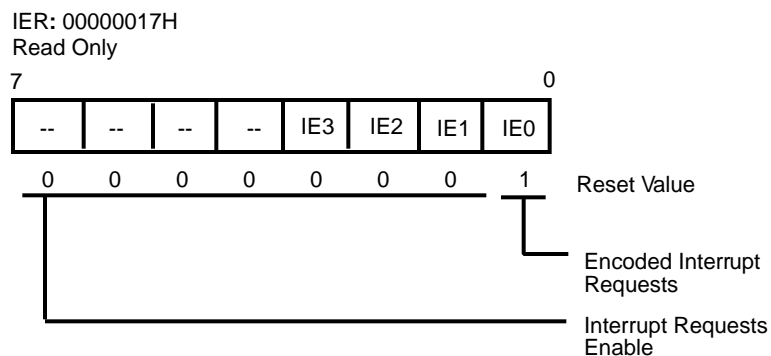 IER: 00000017H
Read Only
7 0
-- -- -- -- IE3 IE2 IE1 IE0
0 0 0 0 0 0 0 1 Reset Value
Encoded Interrupt
Requests
Interrupt Requests
Enable